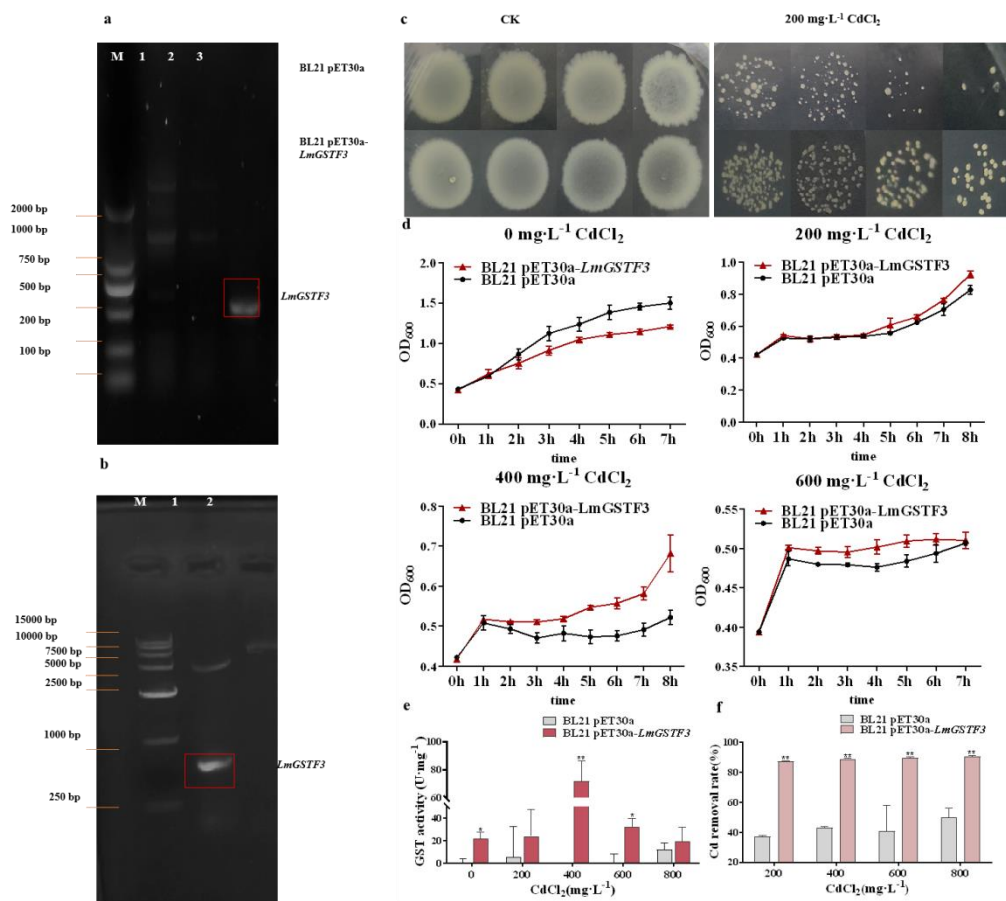 a
M 1 2 3
2000 bp
1000 bp
750 bp
500 bp
200 bp
100 bp
LmGSTF3
b
M 1 2
15000 bp
10000 bp
7500 bp
5000 bp
2500 bp
1000 bp
250 bp
LmGSTF3
c
CK
200 mg·L-1 CdCl2
BL21 pET30a
BL21 pET30a-
LmGSTF3
d
0 mg·L-1 CdCl2
BL21 pET30a-LmGSTF3
BL21 pET30a
OD600
2.0
1.5
1.0
0.5
0.0
0h 1h 2h 3h 4h 5h 6h 7h
time
200 mg·L-1 CdCl2
BL21 pET30a-LmGSTF3
BL21 pET30a
OD600
1.0
0.8
0.6
0.4
0.2
0.0
0h 1h 2h 3h 4h 5h 6h 7h 8h
time
400 mg·L-1 CdCl2
BL21 pET30a-LmGSTF3
BL21 pET30a
OD600
0.8
0.7
0.6
0.5
0.4
0h 1h 2h 3h 4h 5h 6h 7h 8h
time
600 mg·L-1 CdCl2
BL21 pET30a-LmGSTF3
BL21 pET30a
OD600
0.55
0.50
0.45
0.40
0.35
0h 1h 2h 3h 4h 5h 6h 7h
time
e
BL21 pET30a
BL21 pET30a-LmGSTF3
GST activity (U·mg-1)
100
80
60
40
20
0
* ** *
0 200 400 600 800
CdCl2(mg·L-1)
f
BL21 pET30a
BL21 pET30a-LmGSTF3
Cd removal rate(%)
100
80
60
40
20
** ** ** **
200 400 600 800
CdCl2(mg·L-1)